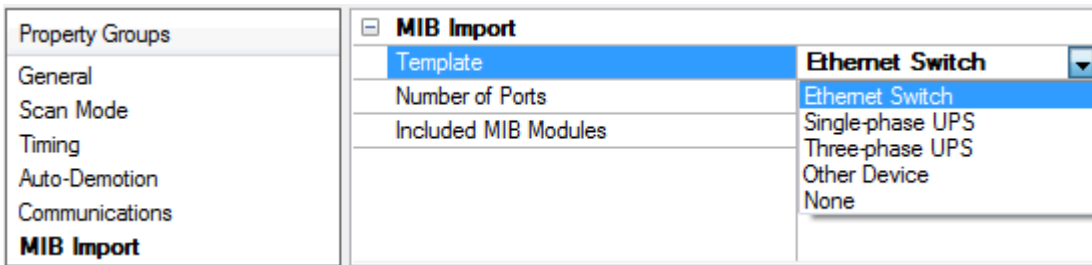 Property Groups
General
Scan Mode
Timing
Auto-Demotion
Communications
MIB Import
MIB Import
Template Ethernet Switch
Number of Ports
Included MIB Modules
Ethernet Switch
Single-phase UPS
Three-phase UPS
Other Device
None